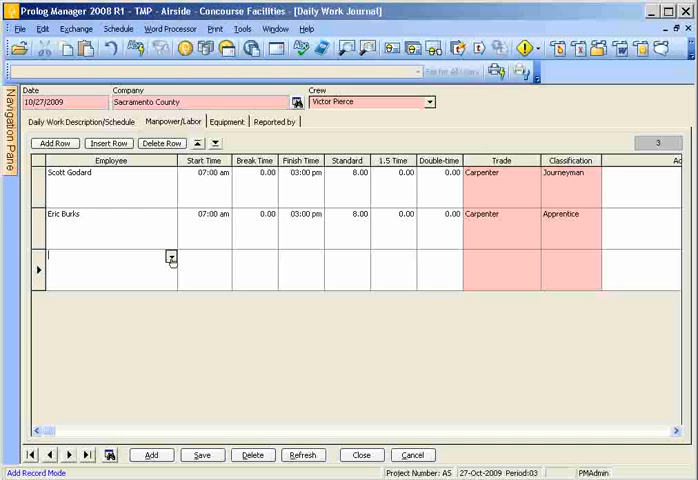 Prolog Manager 2008 R1 - TMP - Airside - Concourse Facilities - [Daily Work Journal]
File Edit Exchange Schedule Word Processor Print Tools Window Help
Fax for All Users
Date Company Crew
10/27/2009 Sacramento County Victor Pierce
Navigation Pane
Daily Work Description/Schedule Manpower/Labor Equipment Reported by
Add Row Insert Row Delete Row 3
Employee Start Time Break Time Finish Time Standard 1.5 Time Double-time Trade Classification
Scott Godard 07:00 am 0.00 03:00 pm 8.00 0.00 0.00 Carpenter Journeyman
Eric Burks 07:00 am 0.00 03:00 pm 8.00 0.00 0.00 Carpenter Apprentice
Add Save Delete Refresh Close Cancel
Add Record Mode Project Number: A5 27-Oct-2009 Period:03 PMAdmin